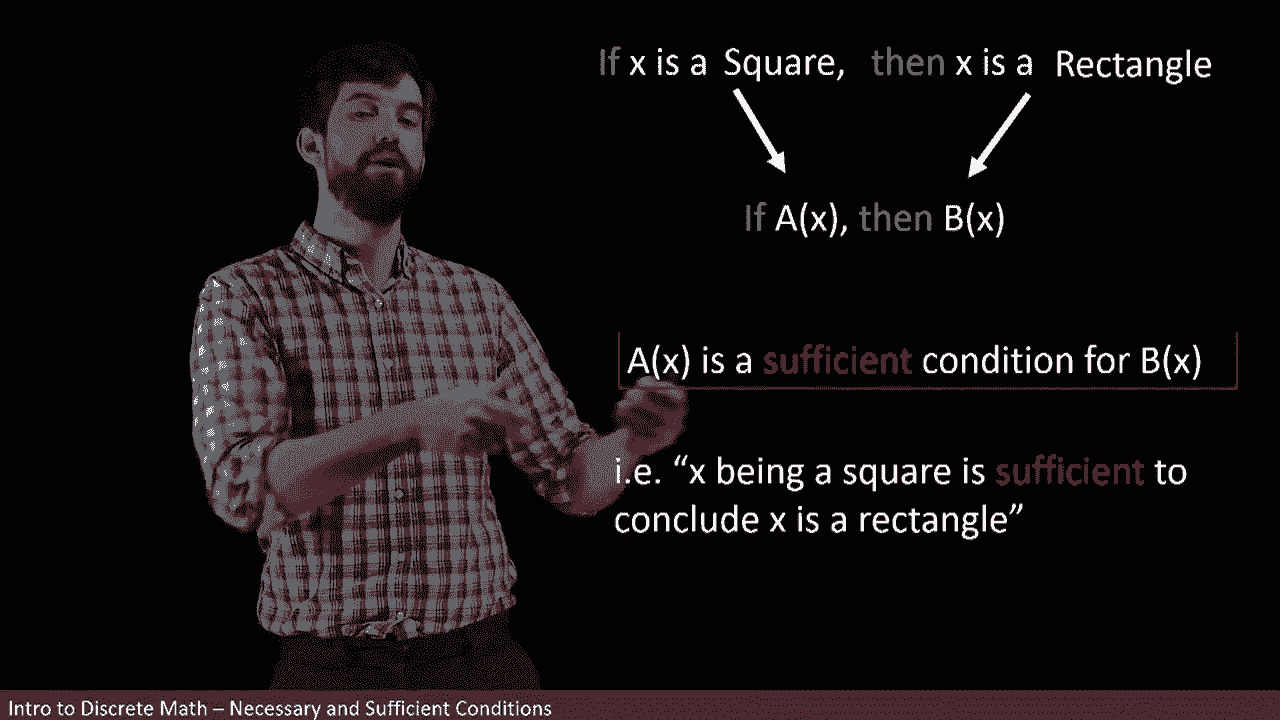 If x is a Square, then x is a Rectangle
If A(x), then B(x)
A(x) is a sufficient condition for B(x)
i.e. “x being a square is sufficient to
conclude x is a rectangle”
Intro to Discrete Math – Necessary and Sufficient Conditions